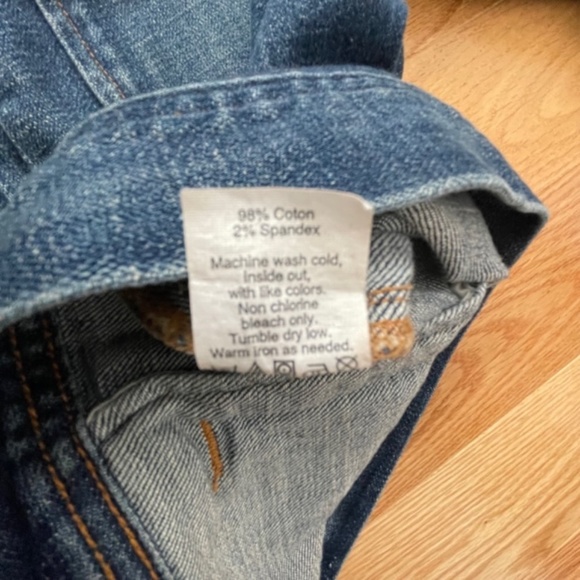 98% Coton
2% Spandex
Machine wash cold,
inside out,
with like colors.
Non chlorine
bleach only.
Tumble dry low.
Warm iron as needed.